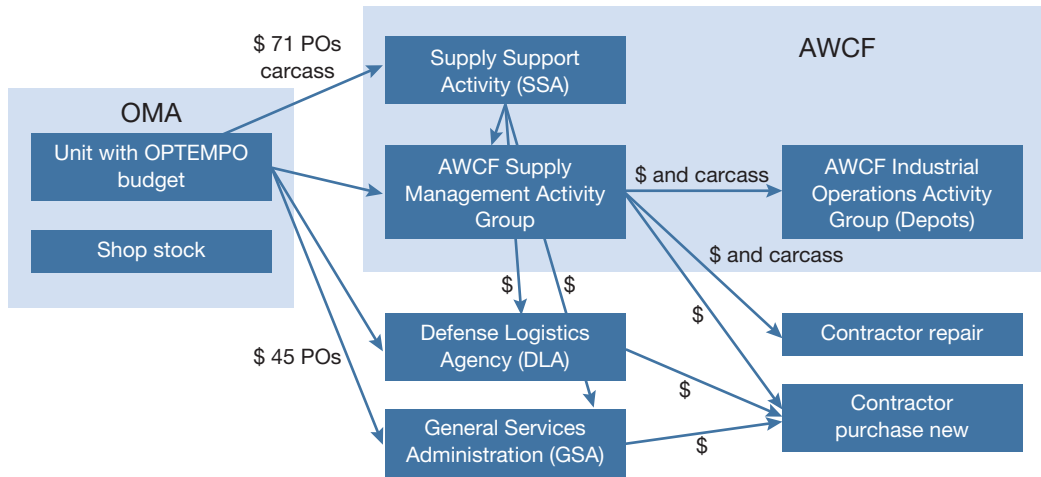 $ 71 POs
carcass
AWCF
Supply Support
Activity (SSA)
OMA
Unit with OPTEMPO
budget
AWCF Supply
Management Activity
Group
$ and carcass
AWCF Industrial
Operations Activity
Group (Depots)
Shop stock
$ and carcass
$
$
$
Defense Logistics
Agency (DLA)
Contractor repair
$ 45 POs
$
General Services
Administration (GSA)
$
Contractor
purchase new